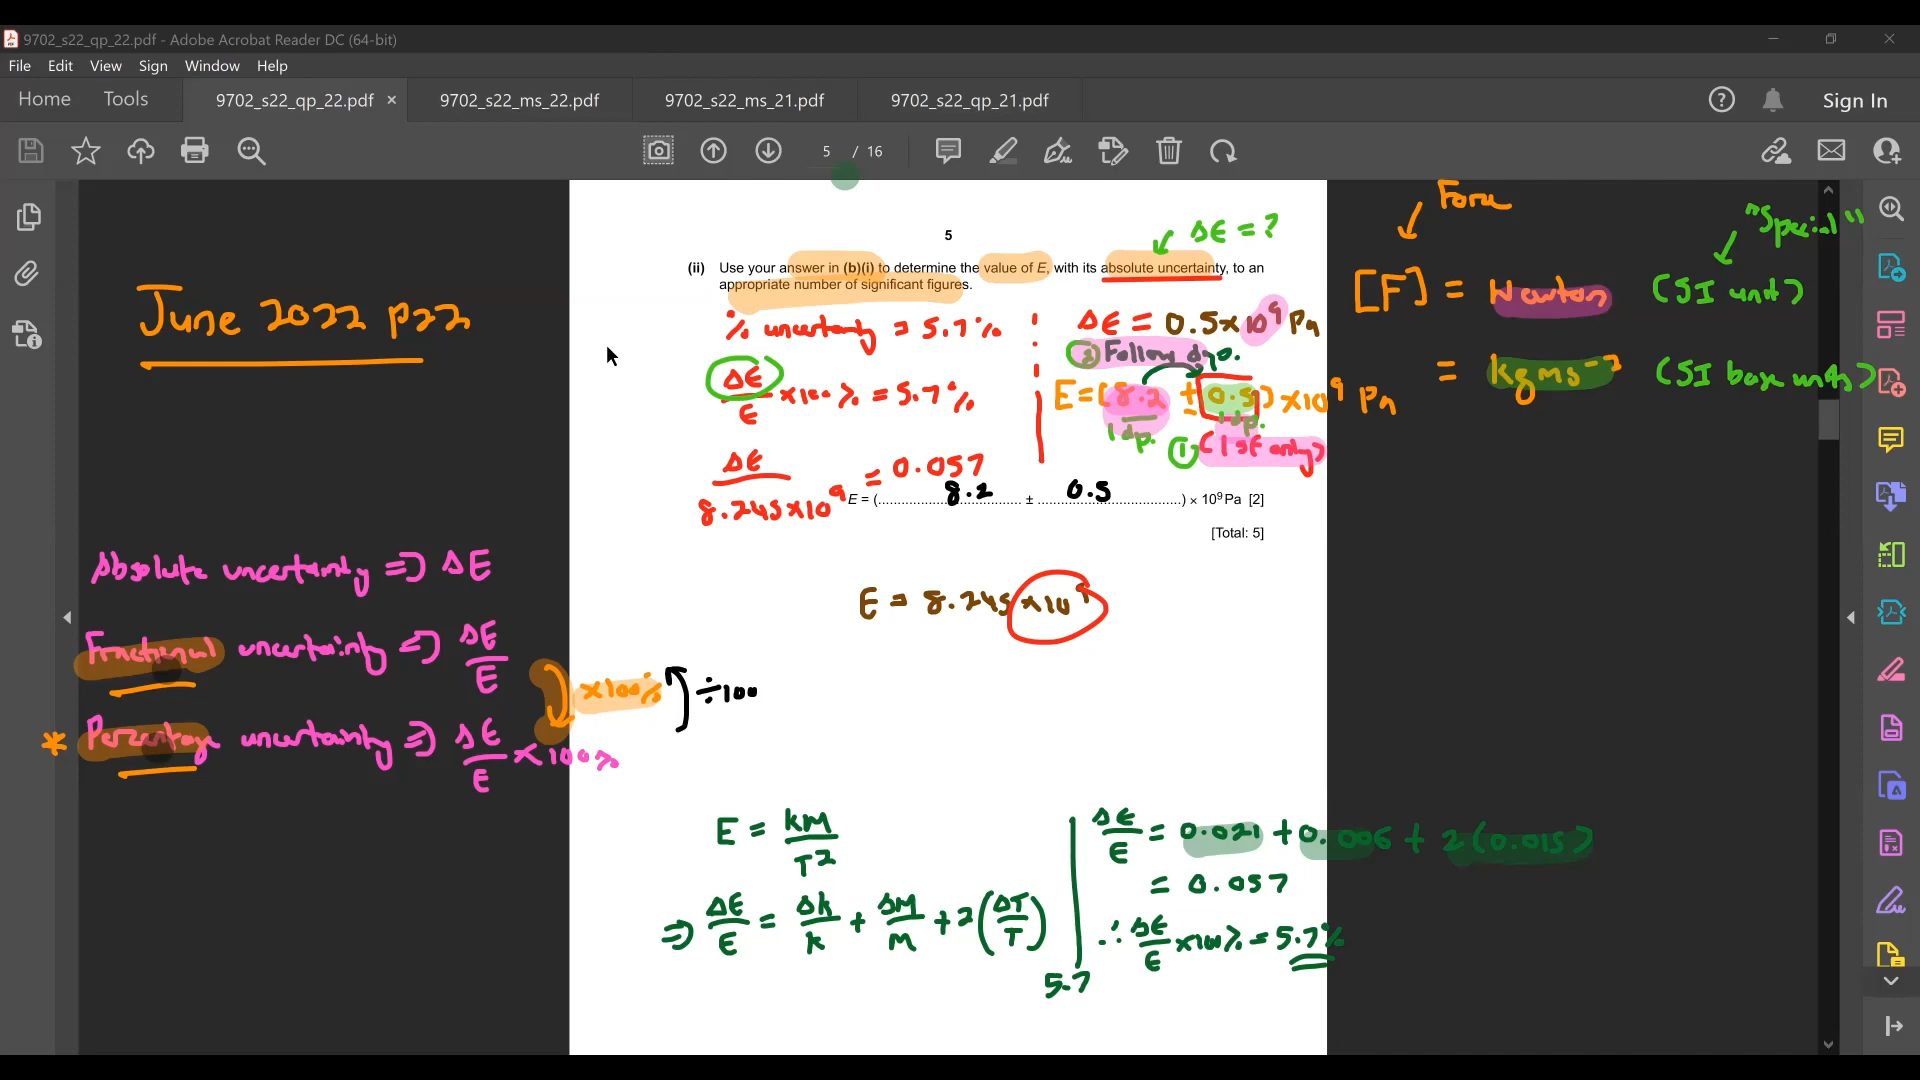 9702_s22_qp_22.pdf - Adobe Acrobat Reader DC (64-bit)
File Edit View Sign Window Help
Home Tools 9702_s22_qp_22.pdf × 9702_s22_ms_22.pdf 9702_s22_ms_21.pdf 9702_s22_qp_21.pdf Sign In
5 / 16
Force
"Special"
5
ΔE = ?
(ii) Use your answer in (b)(i) to determine the value of E, with its absolute uncertainty, to an
appropriate number of significant figures.
[F] = Newton (SI unit)
= kgms⁻² (SI base units)
June 2022 p22
% uncertainty = 5.7%
ΔE/E ×100% = 5.7%
ΔE/8.245×10⁹ = 0.057
ΔE = 0.5×10⁹ Pa
② Follow dp.
E = (8.2 ± 0.5) ×10⁹ Pa
1dp. 1dp.
① (1 sf only)
E = (........ 8.2 ........ ± ........ 0.5 ........) × 10⁹ Pa [2]
[Total: 5]
Absolute uncertainty => ΔE
E = 8.245 ×10⁹
Fractional uncertainty => ΔE/E
×100% ÷100
* Percentage uncertainty => ΔE/E ×100%
E = kM/T²
=> ΔE/E = Δk/k + ΔM/M + 2(ΔT/T)
ΔE/E = 0.021 + 0.006 + 2(0.015)
= 0.057
∴ ΔE/E ×100% = 5.7%
5.7